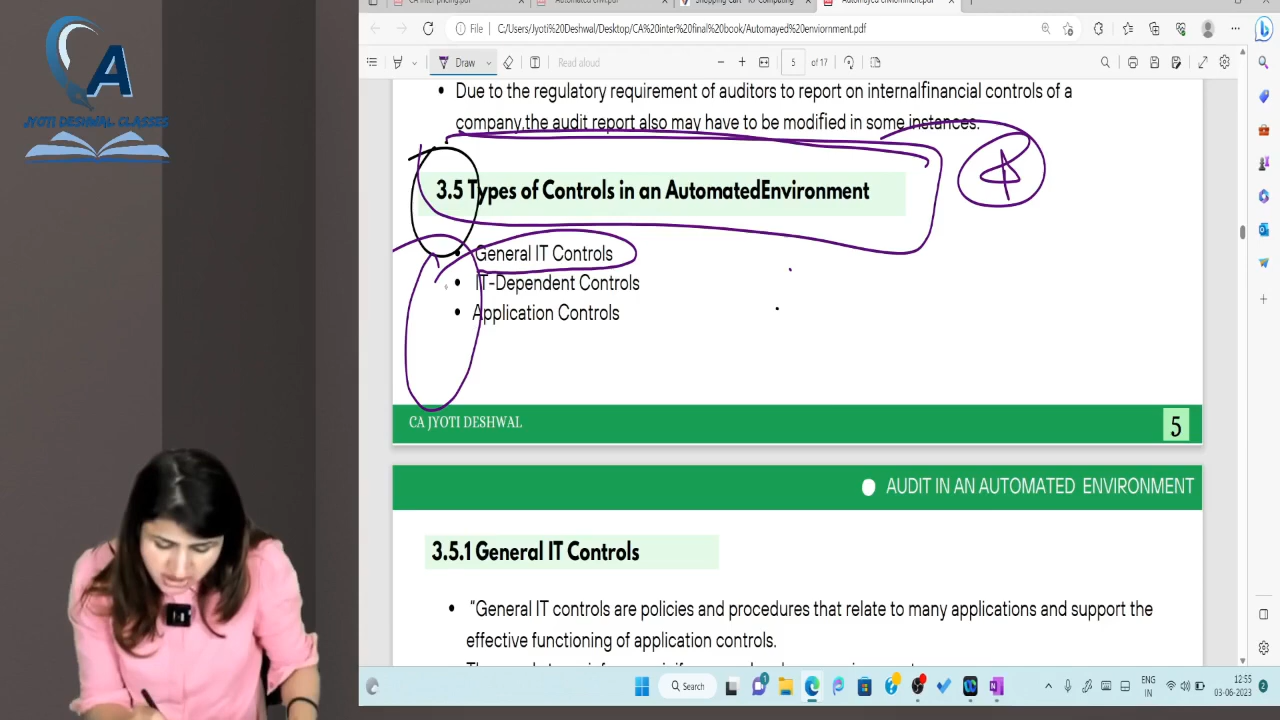 CA
JYOTI DESHWAL CLASSES
File
C:/Users/Jyoti%20Deshwal/Desktop/CA%20inter%20final%20book/Automayed%20enviornment.pdf
Draw
Read aloud
5
of 17
• Due to the regulatory requirement of auditors to report on internalfinancial controls of a
company,the audit report also may have to be modified in some instances.
3.5 Types of Controls in an AutomatedEnvironment
• General IT Controls
• IT-Dependent Controls
• Application Controls
CA JYOTI DESHWAL
5
AUDIT IN AN AUTOMATED ENVIRONMENT
3.5.1 General IT Controls
• "General IT controls are policies and procedures that relate to many applications and support the
effective functioning of application controls.
Search
ENG
IN
12:55
03-06-2023